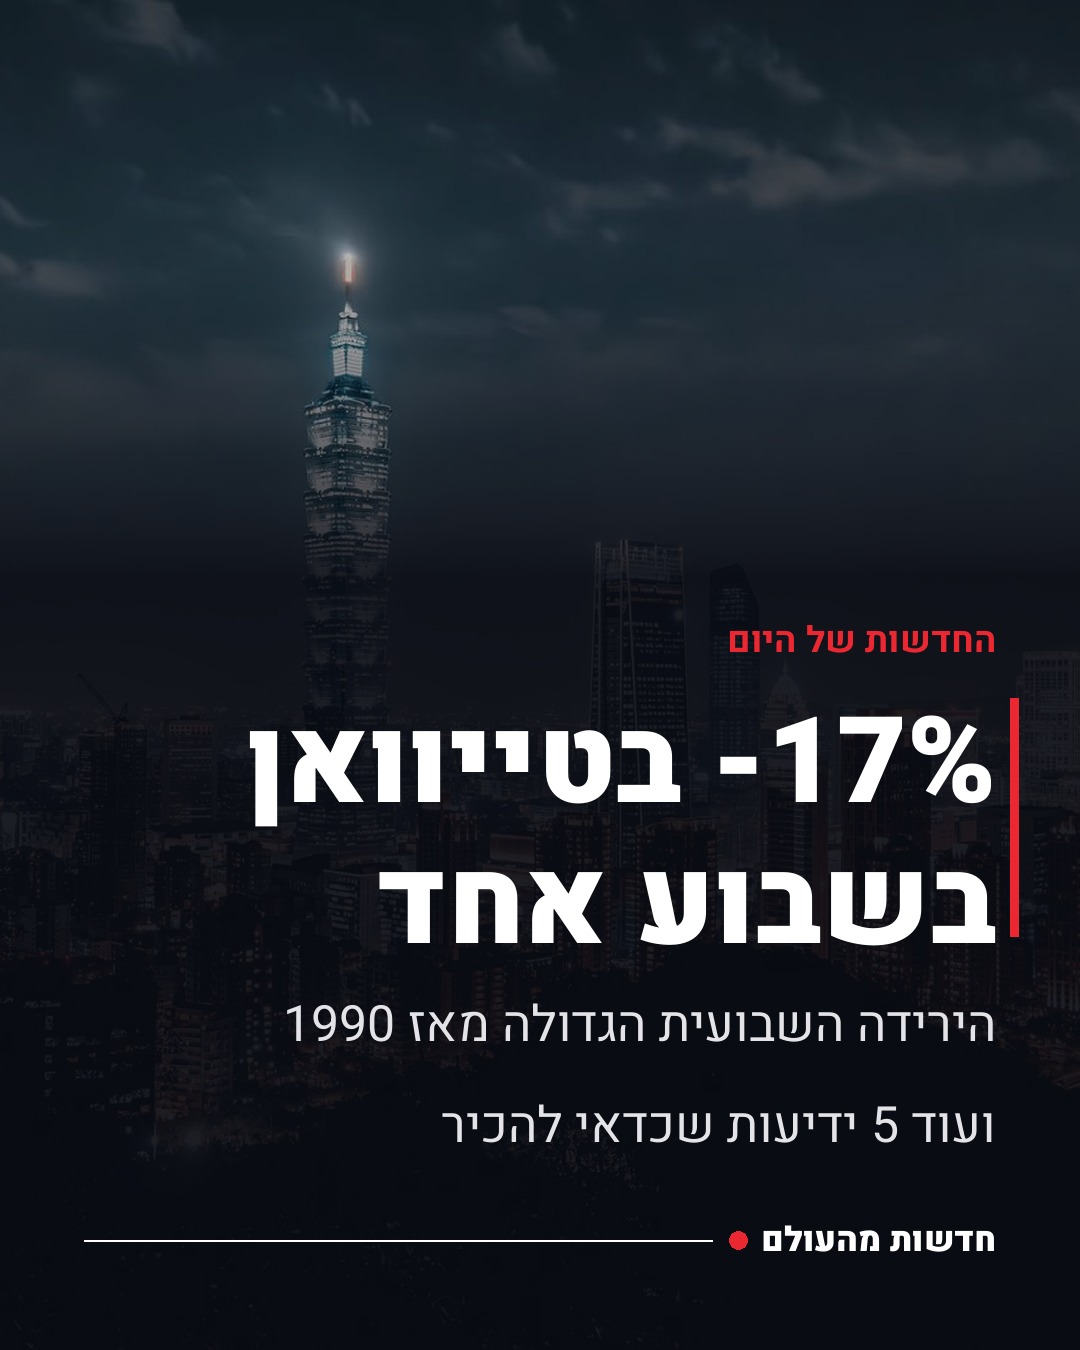 החדשות של היום
17%- בטייוואן
בשבוע אחד
הירידה השבועית הגדולה מאז 1990
ועוד 5 ידיעות שכדאי להכיר
חדשות מהעולם